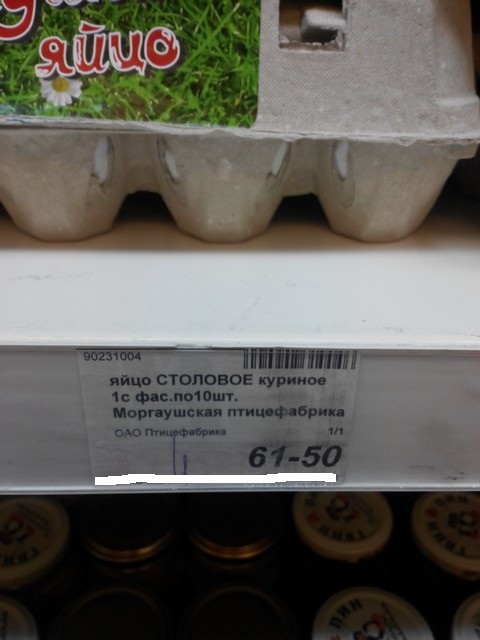 яйцо
90231004
яйцо СТОЛОВОЕ куриное
1с фас.по10шт.
Моргаушская птицефабрика
ОАО Птицефабрика 1/1
61-50